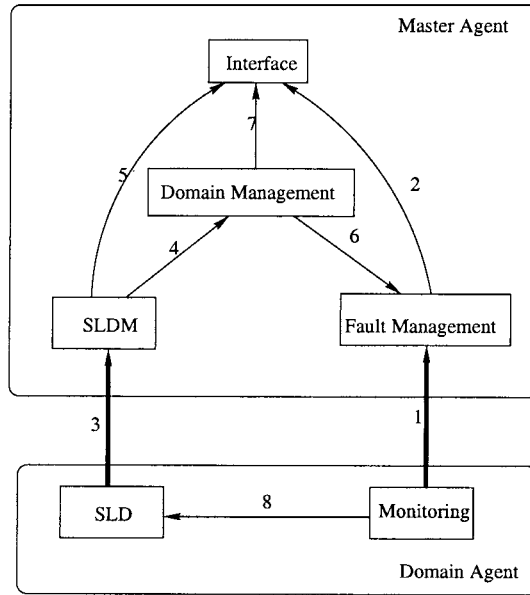 Master Agent
Interface
7
5
2
Domain Management
4
6
SLDM
Fault Management
3
1
SLD
8
Monitoring
Domain Agent